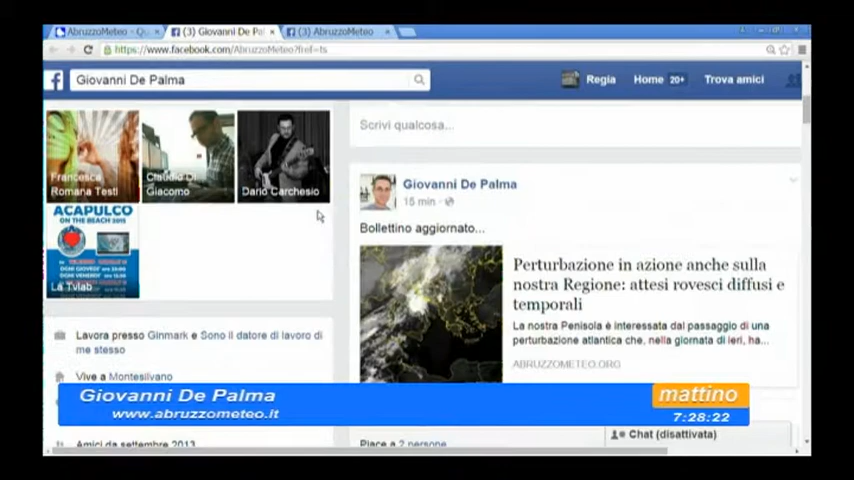 AbruzzoMeteo - Qu
(3) Giovanni De Pal
(3) AbruzzoMeteo
https://www.facebook.com/AbruzzoMeteo?fref=ts
Giovanni De Palma
Regia
Home 20+
Trova amici
Francesca
Romana Testi
Claudio Di
Giacomo
Dario Carchesio
ACAPULCO
ON THE BEACH 2015
La Tvlab
Lavora presso Ginmark e Sono il datore di lavoro di
me stesso
Vive a Montesilvano
Amici da settembre 2013
Scrivi qualcosa...
Giovanni De Palma
15 min
Bollettino aggiornato...
Perturbazione in azione anche sulla
nostra Regione: attesi rovesci diffusi e
temporali
La nostra Penisola è interessata dal passaggio di una
perturbazione atlantica che, nella giornata di ieri, ha...
ABRUZZOMETEO.ORG
Piace a 2 persone
Chat (disattivata)
Giovanni De Palma
www.abruzzometeo.it
mattino
7:28:22